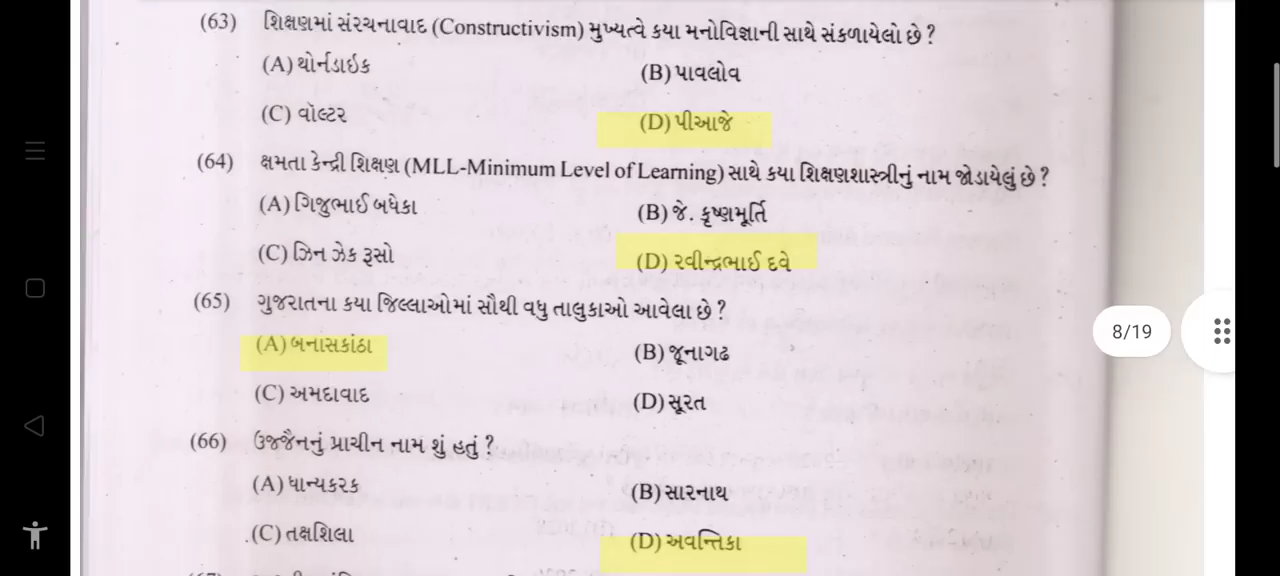 (63) શિક્ષણમાં સંરચનાવાદ (Constructivism) મુખ્યત્વે કયા મનોવિજ્ઞાની સાથે સંકળાયેલો છે ?
(A) થોર્નડાઇક (B) પાવલોવ
(C) વૉલ્ટર (D) પીઆજે
(64) ક્ષમતા કેન્દ્રી શિક્ષણ (MLL-Minimum Level of Learning) સાથે કયા શિક્ષણશાસ્ત્રીનું નામ જોડાયેલું છે ?
(A) ગિજુભાઈ બધેકા (B) જે. કૃષ્ણમૂર્તિ
(C) ઝિન ઝેક રૂસો (D) રવીન્દ્રભાઈ દવે
(65) ગુજરાતના કયા જિલ્લાઓમાં સૌથી વધુ તાલુકાઓ આવેલા છે ?
8/19
(A) બનાસકાંઠા (B) જૂનાગઢ
(C) અમદાવાદ (D) સૂરત
(66) ઉજ્જૈનનું પ્રાચીન નામ શું હતું ?
(A) ધાન્યકરક (B) સારનાથ
(C) તક્ષશિલા (D) અવન્તિકા